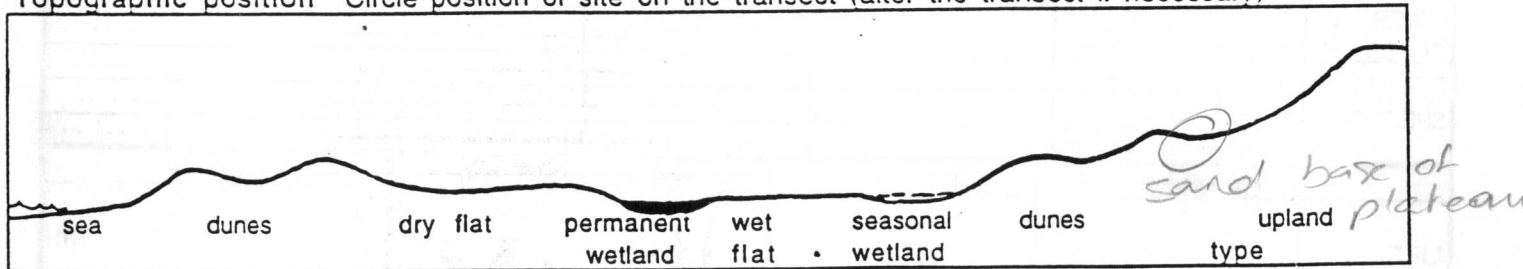 Topographic position Circle position of site on the transect (alter the transect if necessary)
sand base of
plateau
sea dunes dry flat permanent wet seasonal dunes upland
wetland flat wetland type